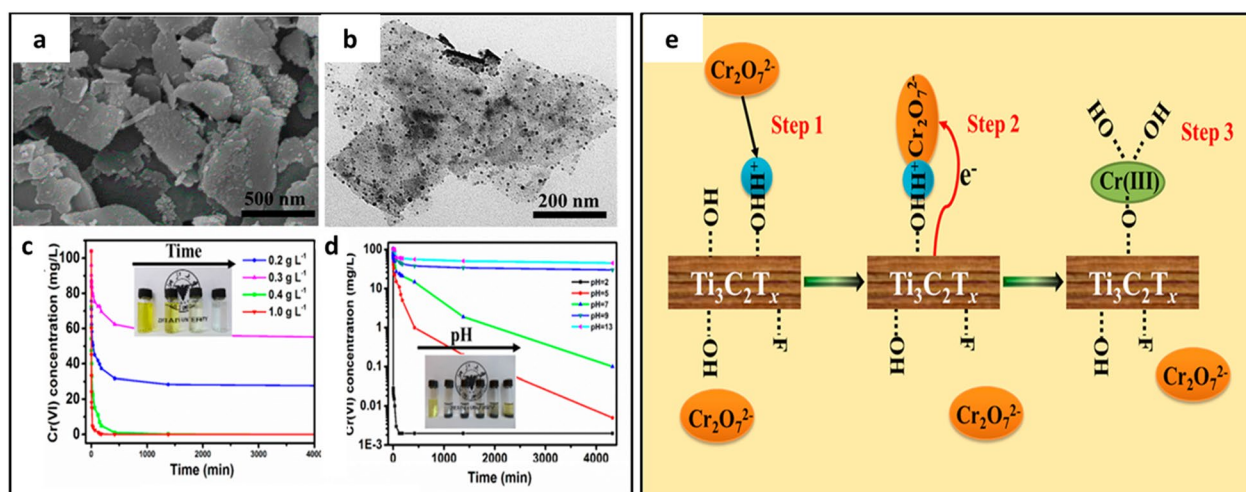 a
500 nm
b
200 nm
c
Cr(VI) concentration (mg/L)
100
80
60
40
20
0
Time
0.2 g L⁻¹
0.3 g L⁻¹
0.4 g L⁻¹
1.0 g L⁻¹
0
1000
2000
3000
4000
Time (min)
d
Cr(VI) concentration (mg/L)
100
10
1
0.1
0.01
1E-3
pH=2
pH=5
pH=7
pH=9
pH=13
pH
0
1000
2000
3000
4000
Time (min)
e
Cr₂O₇²⁻
Step 1
OH
OHH⁺
Ti₃C₂Tₓ
OH
F
Cr₂O₇²⁻
Cr₂O₇²⁻
Step 2
OHH⁺
e⁻
Ti₃C₂Tₓ
OH
F
Cr₂O₇²⁻
HO
OH
Step 3
Cr(III)
O
Ti₃C₂Tₓ
OH
F
Cr₂O₇²⁻